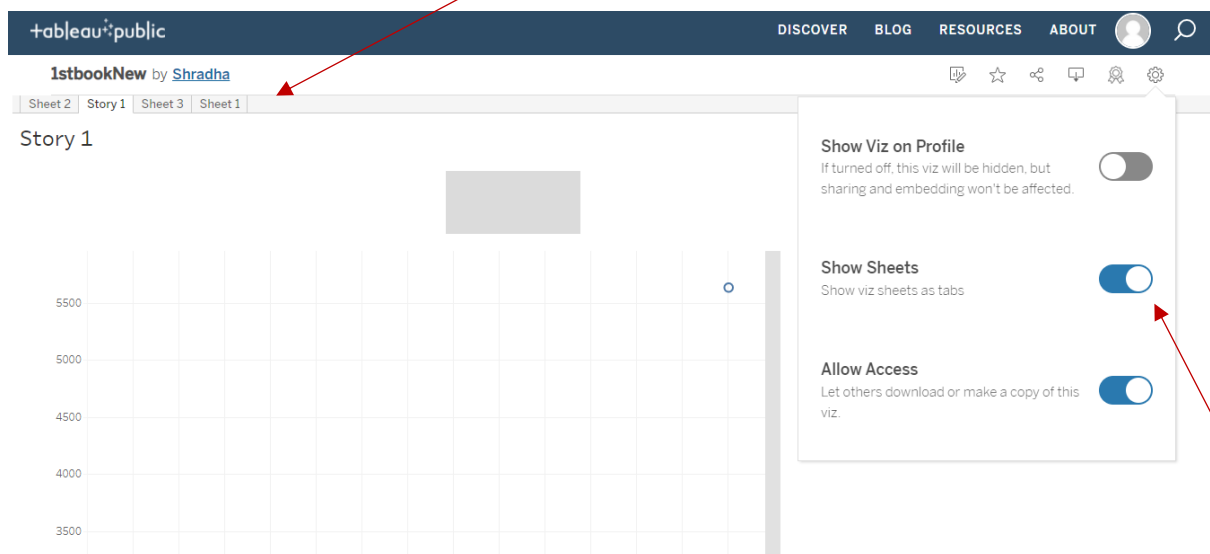 +ab|eau public
DISCOVER BLOG RESOURCES ABOUT
1stbookNew by Shradha
Sheet 2 Story 1 Sheet 3 Sheet 1
Story 1
Show Viz on Profile
If turned off, this viz will be hidden, but
sharing and embedding won't be affected.
Show Sheets
Show viz sheets as tabs
Allow Access
Let others download or make a copy of this
viz.
5500
5000
4500
4000
3500